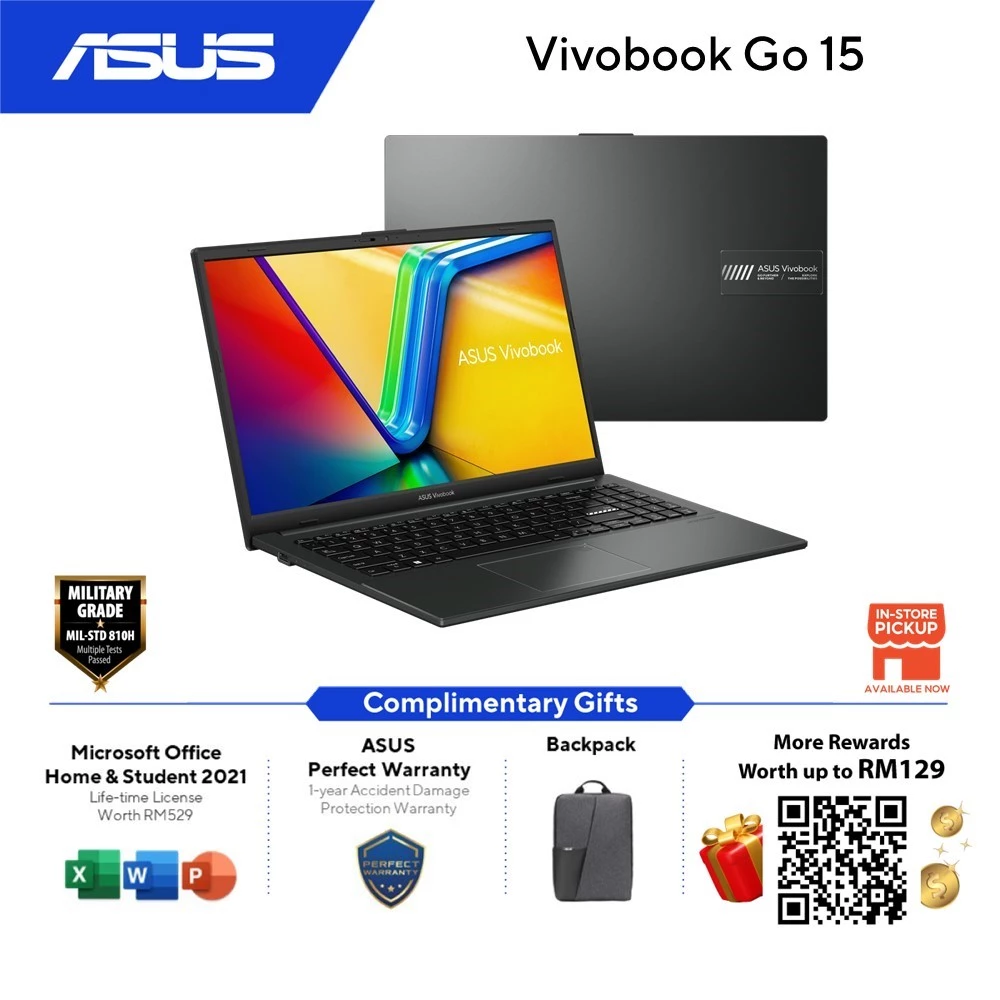 ASUS
Vivobook Go 15
ASUS Vivobook
ASUS Vivobook
ASUS Vivobook
MILITARY
GRADE
MIL-STD 810H
Multiple Tests
Passed
IN-STORE
PICKUP
AVAILABLE NOW
Complimentary Gifts
Microsoft Office
Home & Student 2021
Life-time License
Worth RM529
X W P
ASUS
Perfect Warranty
1-year Accident Damage
Protection Warranty
PERFECT
WARRANTY
Backpack
More Rewards
Worth up to RM129